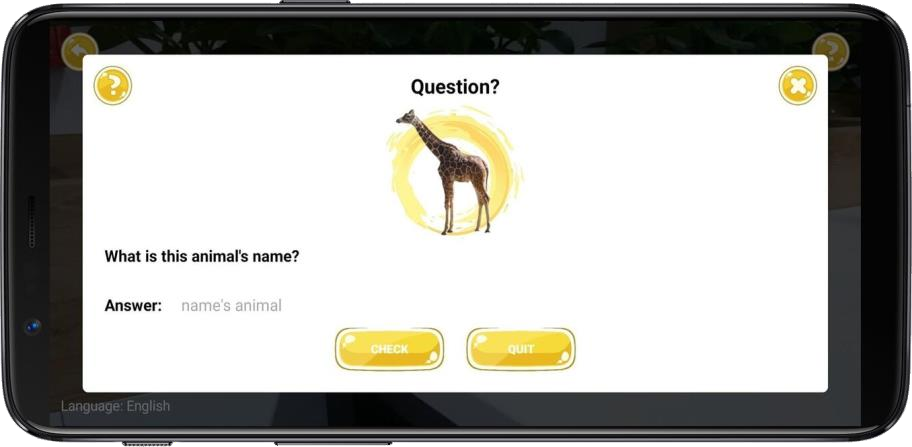 Question?
What is this animal's name?
Answer: name's animal
CHECK QUIT
Language: English